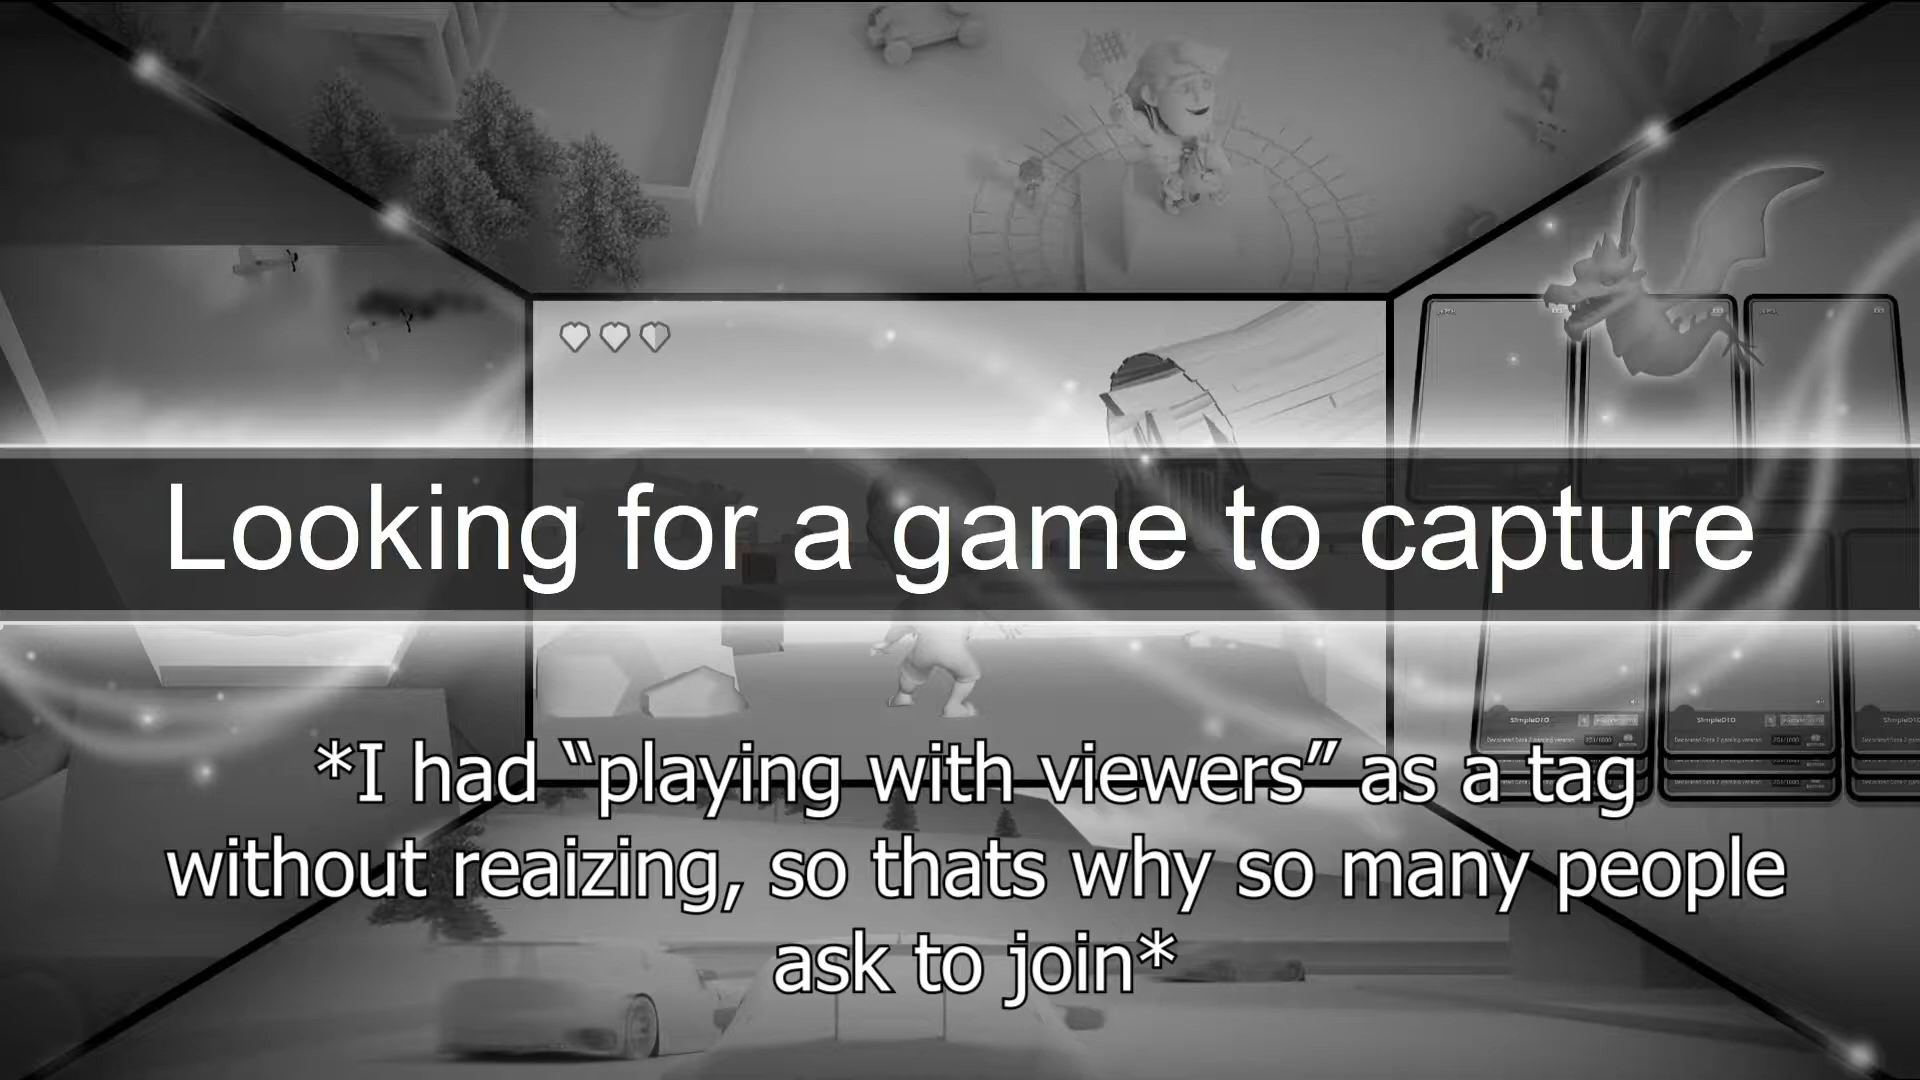 Looking for a game to capture
*I had “playing with viewers” as a tag
without reaizing, so thats why so many people
ask to join*